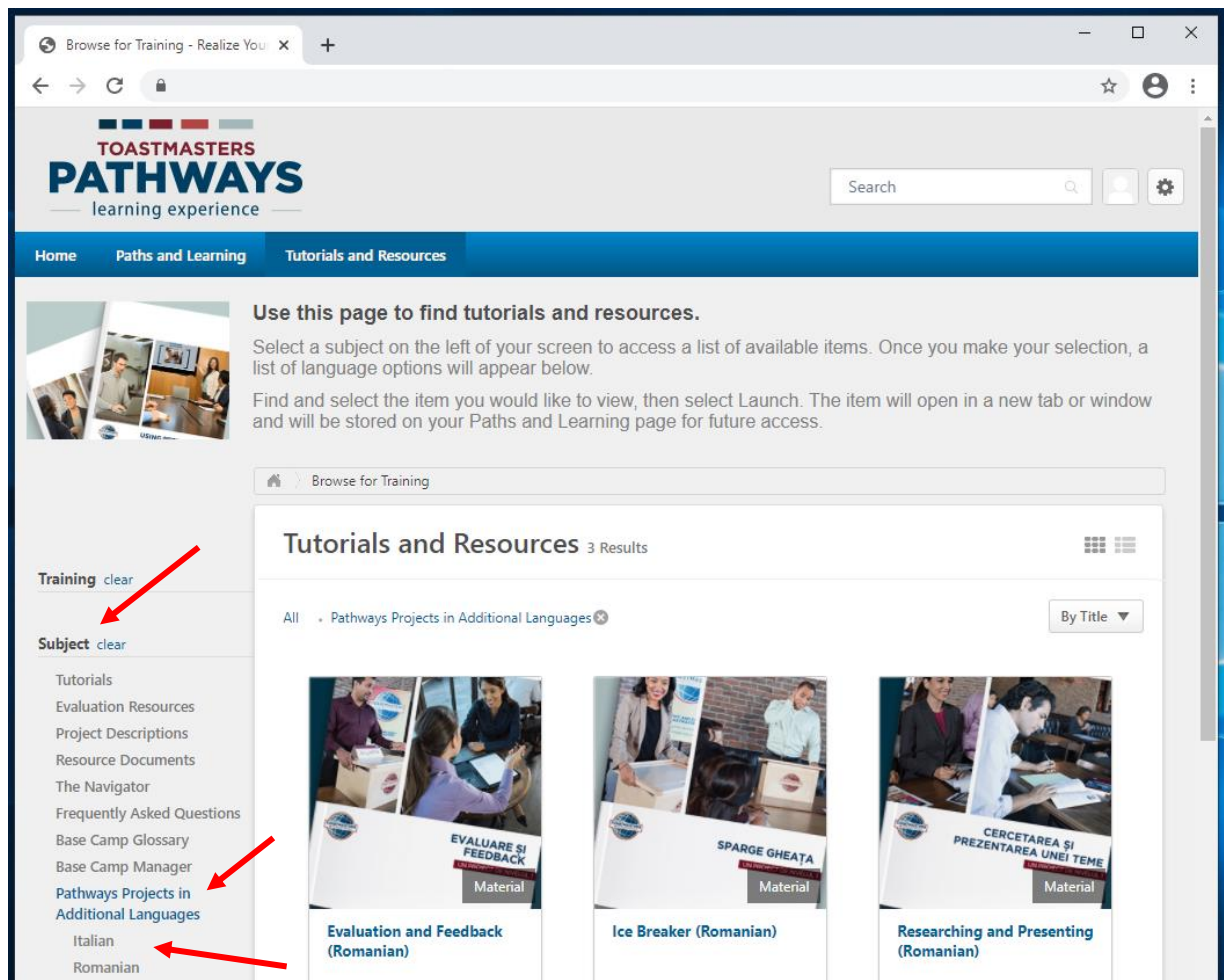 Browse for Training - Realize You
TOASTMASTERS
PATHWAYS
learning experience
Search
Home Paths and Learning Tutorials and Resources
Use this page to find tutorials and resources.
Select a subject on the left of your screen to access a list of available items. Once you make your selection, a
list of language options will appear below.
Find and select the item you would like to view, then select Launch. The item will open in a new tab or window
and will be stored on your Paths and Learning page for future access.
Browse for Training
Tutorials and Resources 3 Results
Training clear
All • Pathways Projects in Additional Languages
By Title
Subject clear
Tutorials
Evaluation Resources
Project Descriptions
Resource Documents
The Navigator
Frequently Asked Questions
Base Camp Glossary
Base Camp Manager
Pathways Projects in
Additional Languages
Italian
Romanian
EVALUARE ȘI
FEEDBACK
Material
Evaluation and Feedback
(Romanian)
SPARGE GHEAȚA
Material
Ice Breaker (Romanian)
CERCETAREA ȘI
PREZENTAREA UNEI TEME
Material
Researching and Presenting
(Romanian)